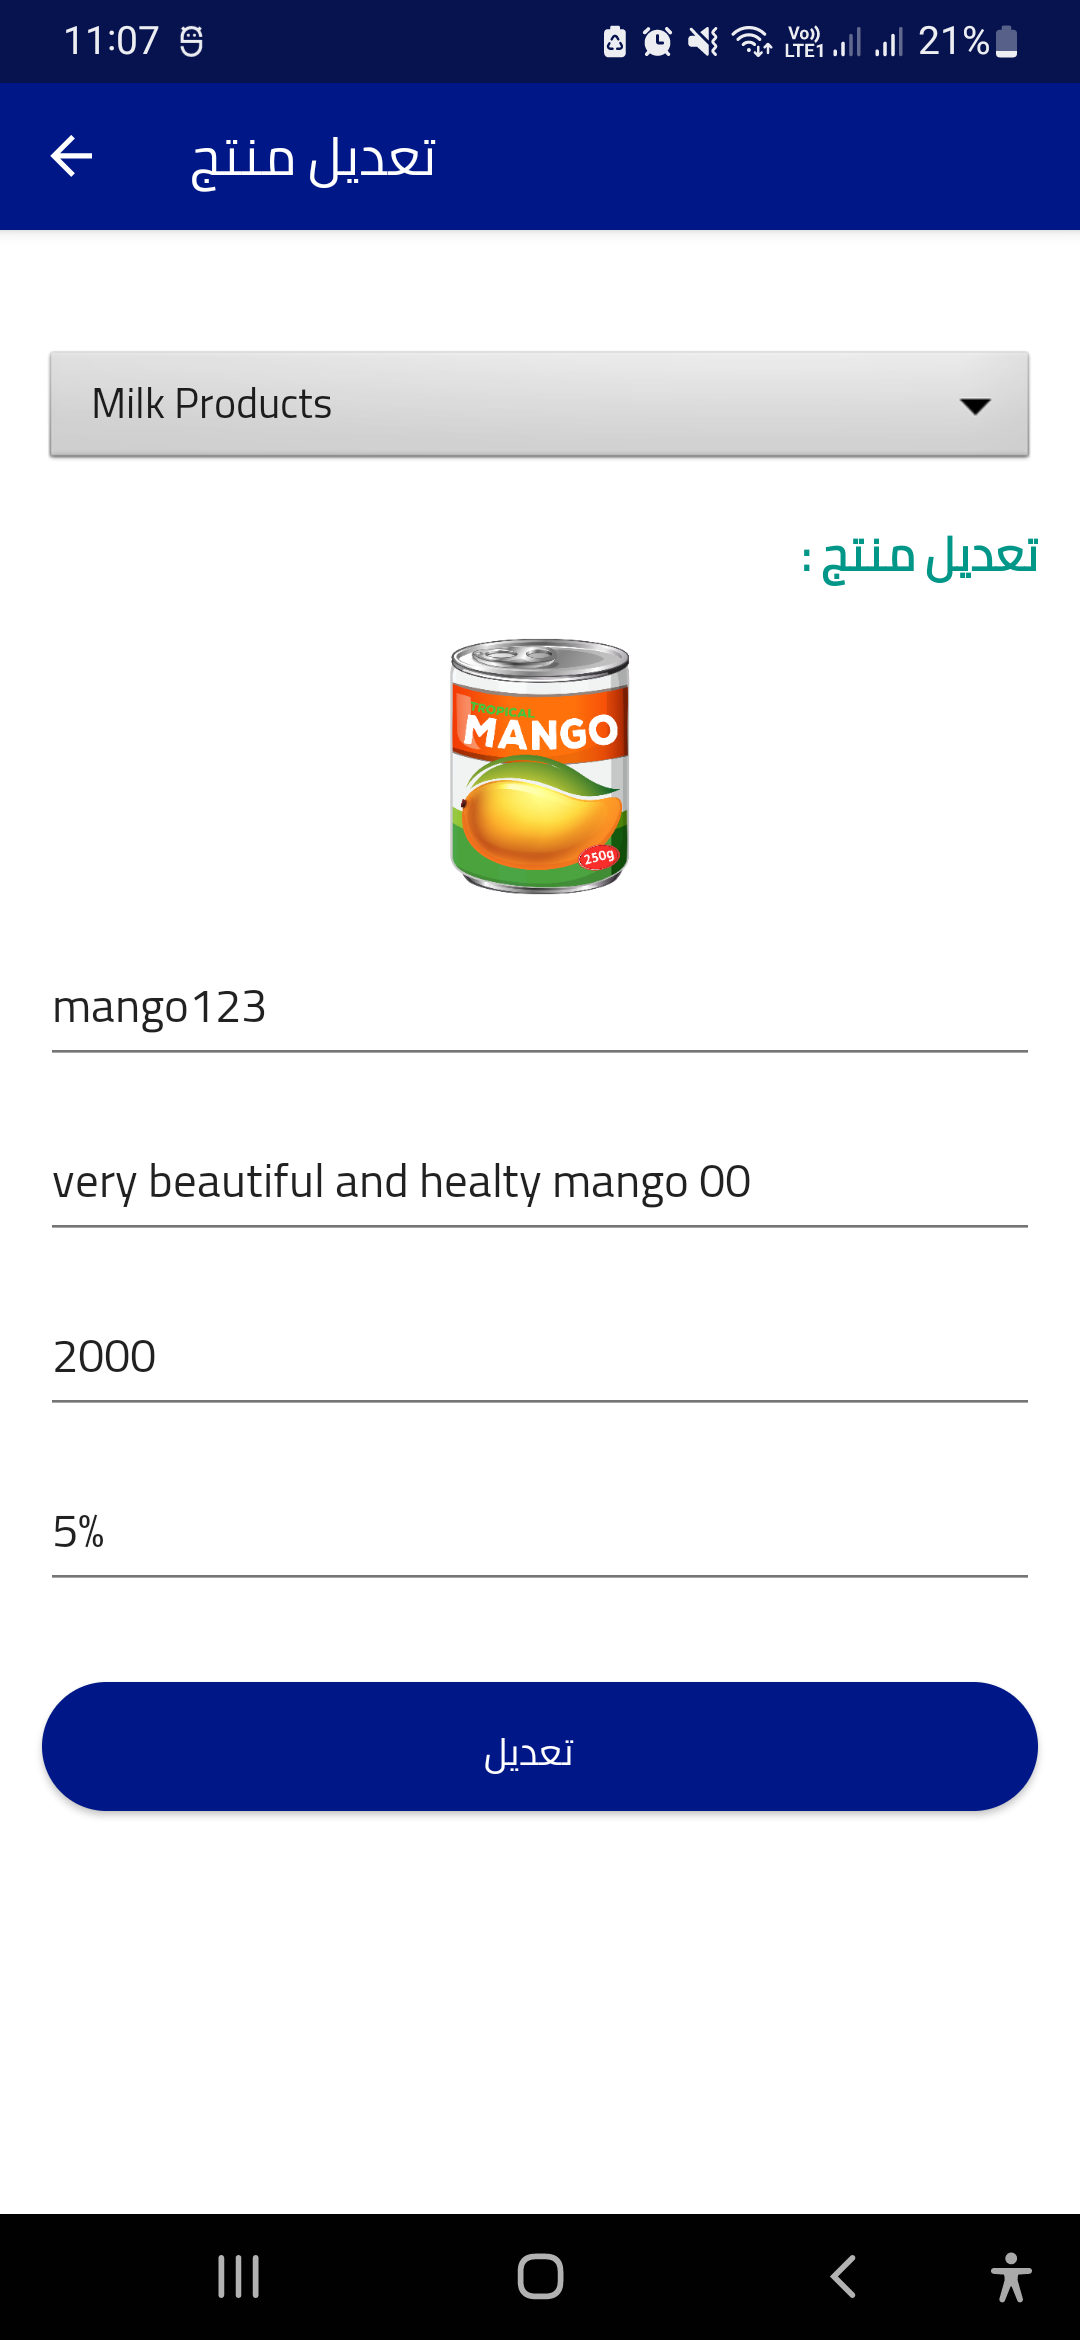 11:07
Vo)) LTE1 21%
تعديل منتج
Milk Products
تعديل منتج :
TROPICAL
MANGO
250g
mango123
very beautiful and healty mango 00
2000
5%
تعديل